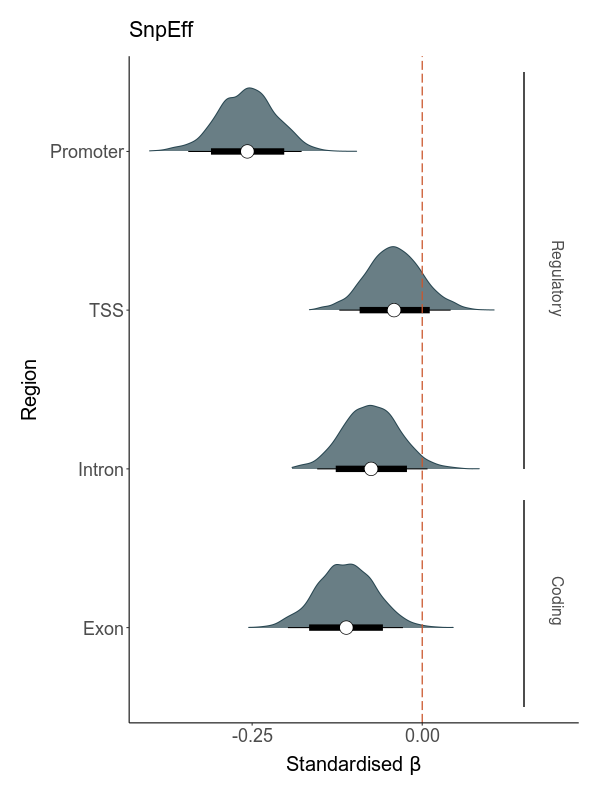 SnpEff
Promoter
TSS
Intron
Exon
Region
Regulatory
Coding
-0.25
0.00
Standardised β